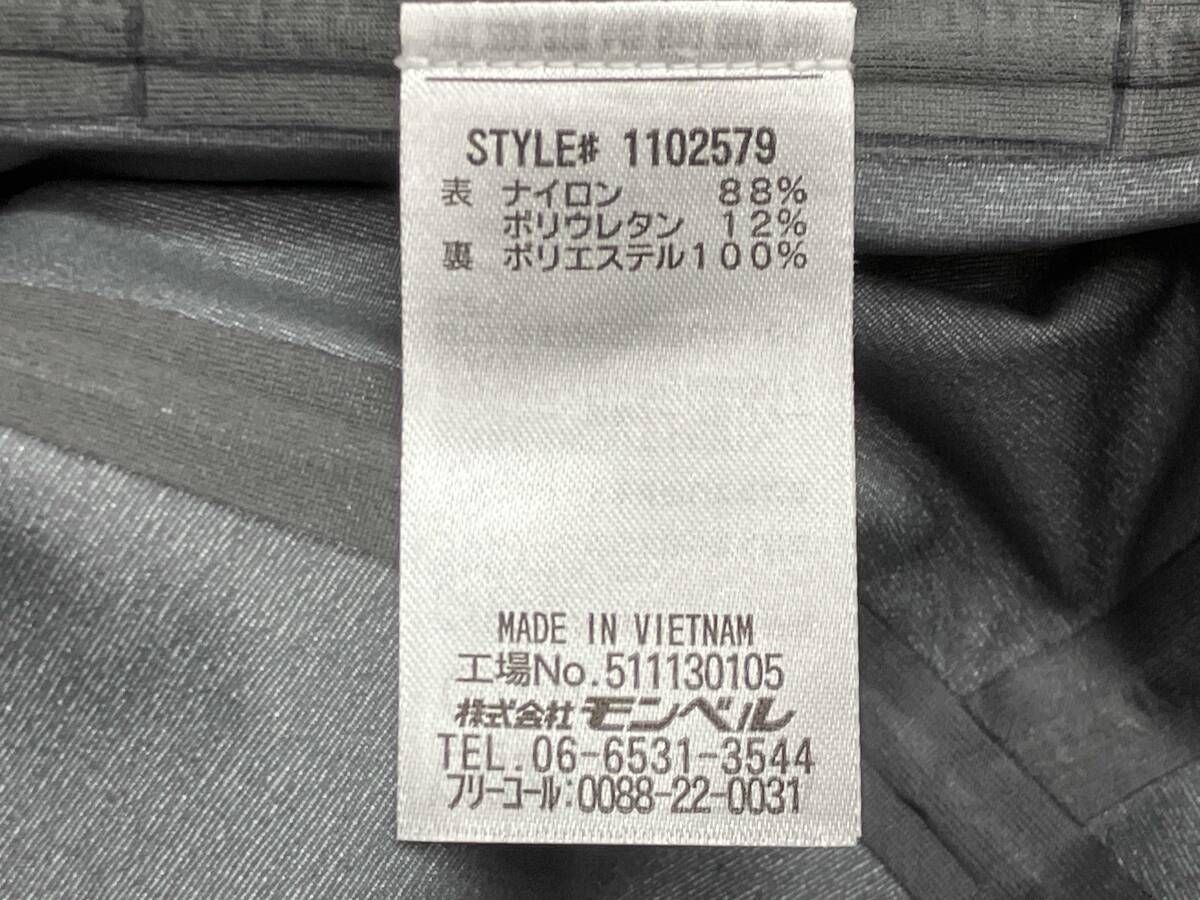 STYLE# 1102579
表 ナイロン 88%
ポリウレタン 12%
裏 ポリエステル100%
MADE IN VIETNAM
工場No.511130105
株式会社 モンベル
TEL.06-6531-3544
フリーコール:0088-22-0031